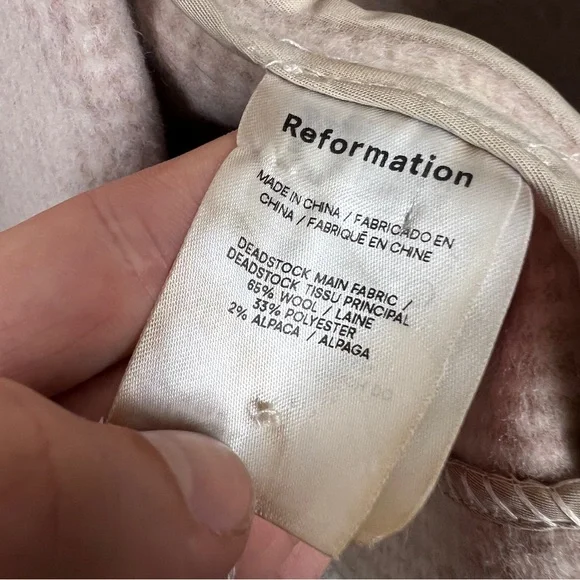 Reformation
MADE IN CHINA / FABRICADO EN
CHINA / FABRIQUÉ EN CHINE
DEADSTOCK MAIN FABRIC /
DEADSTOCK TISSU PRINCIPAL
65% WOOL / LAINE
33% POLYESTER
2% ALPACA / ALPAGA